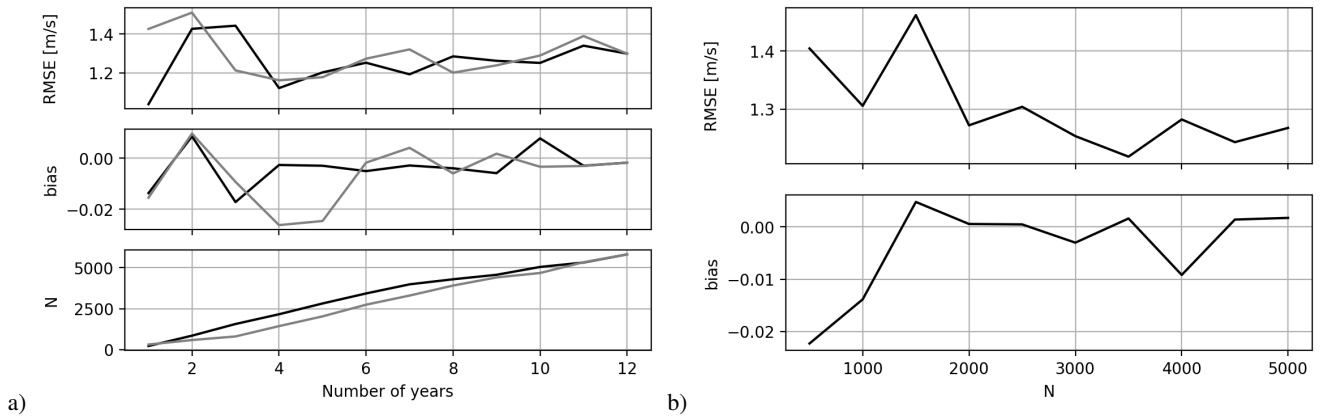 RMSE [m/s]
1.4
1.2
bias
0.00
−0.02
N
5000
2500
0
2 4 6 8 10 12
Number of years
a)
RMSE [m/s]
1.4
1.3
bias
0.00
−0.01
−0.02
1000 2000 3000 4000 5000
N
b)